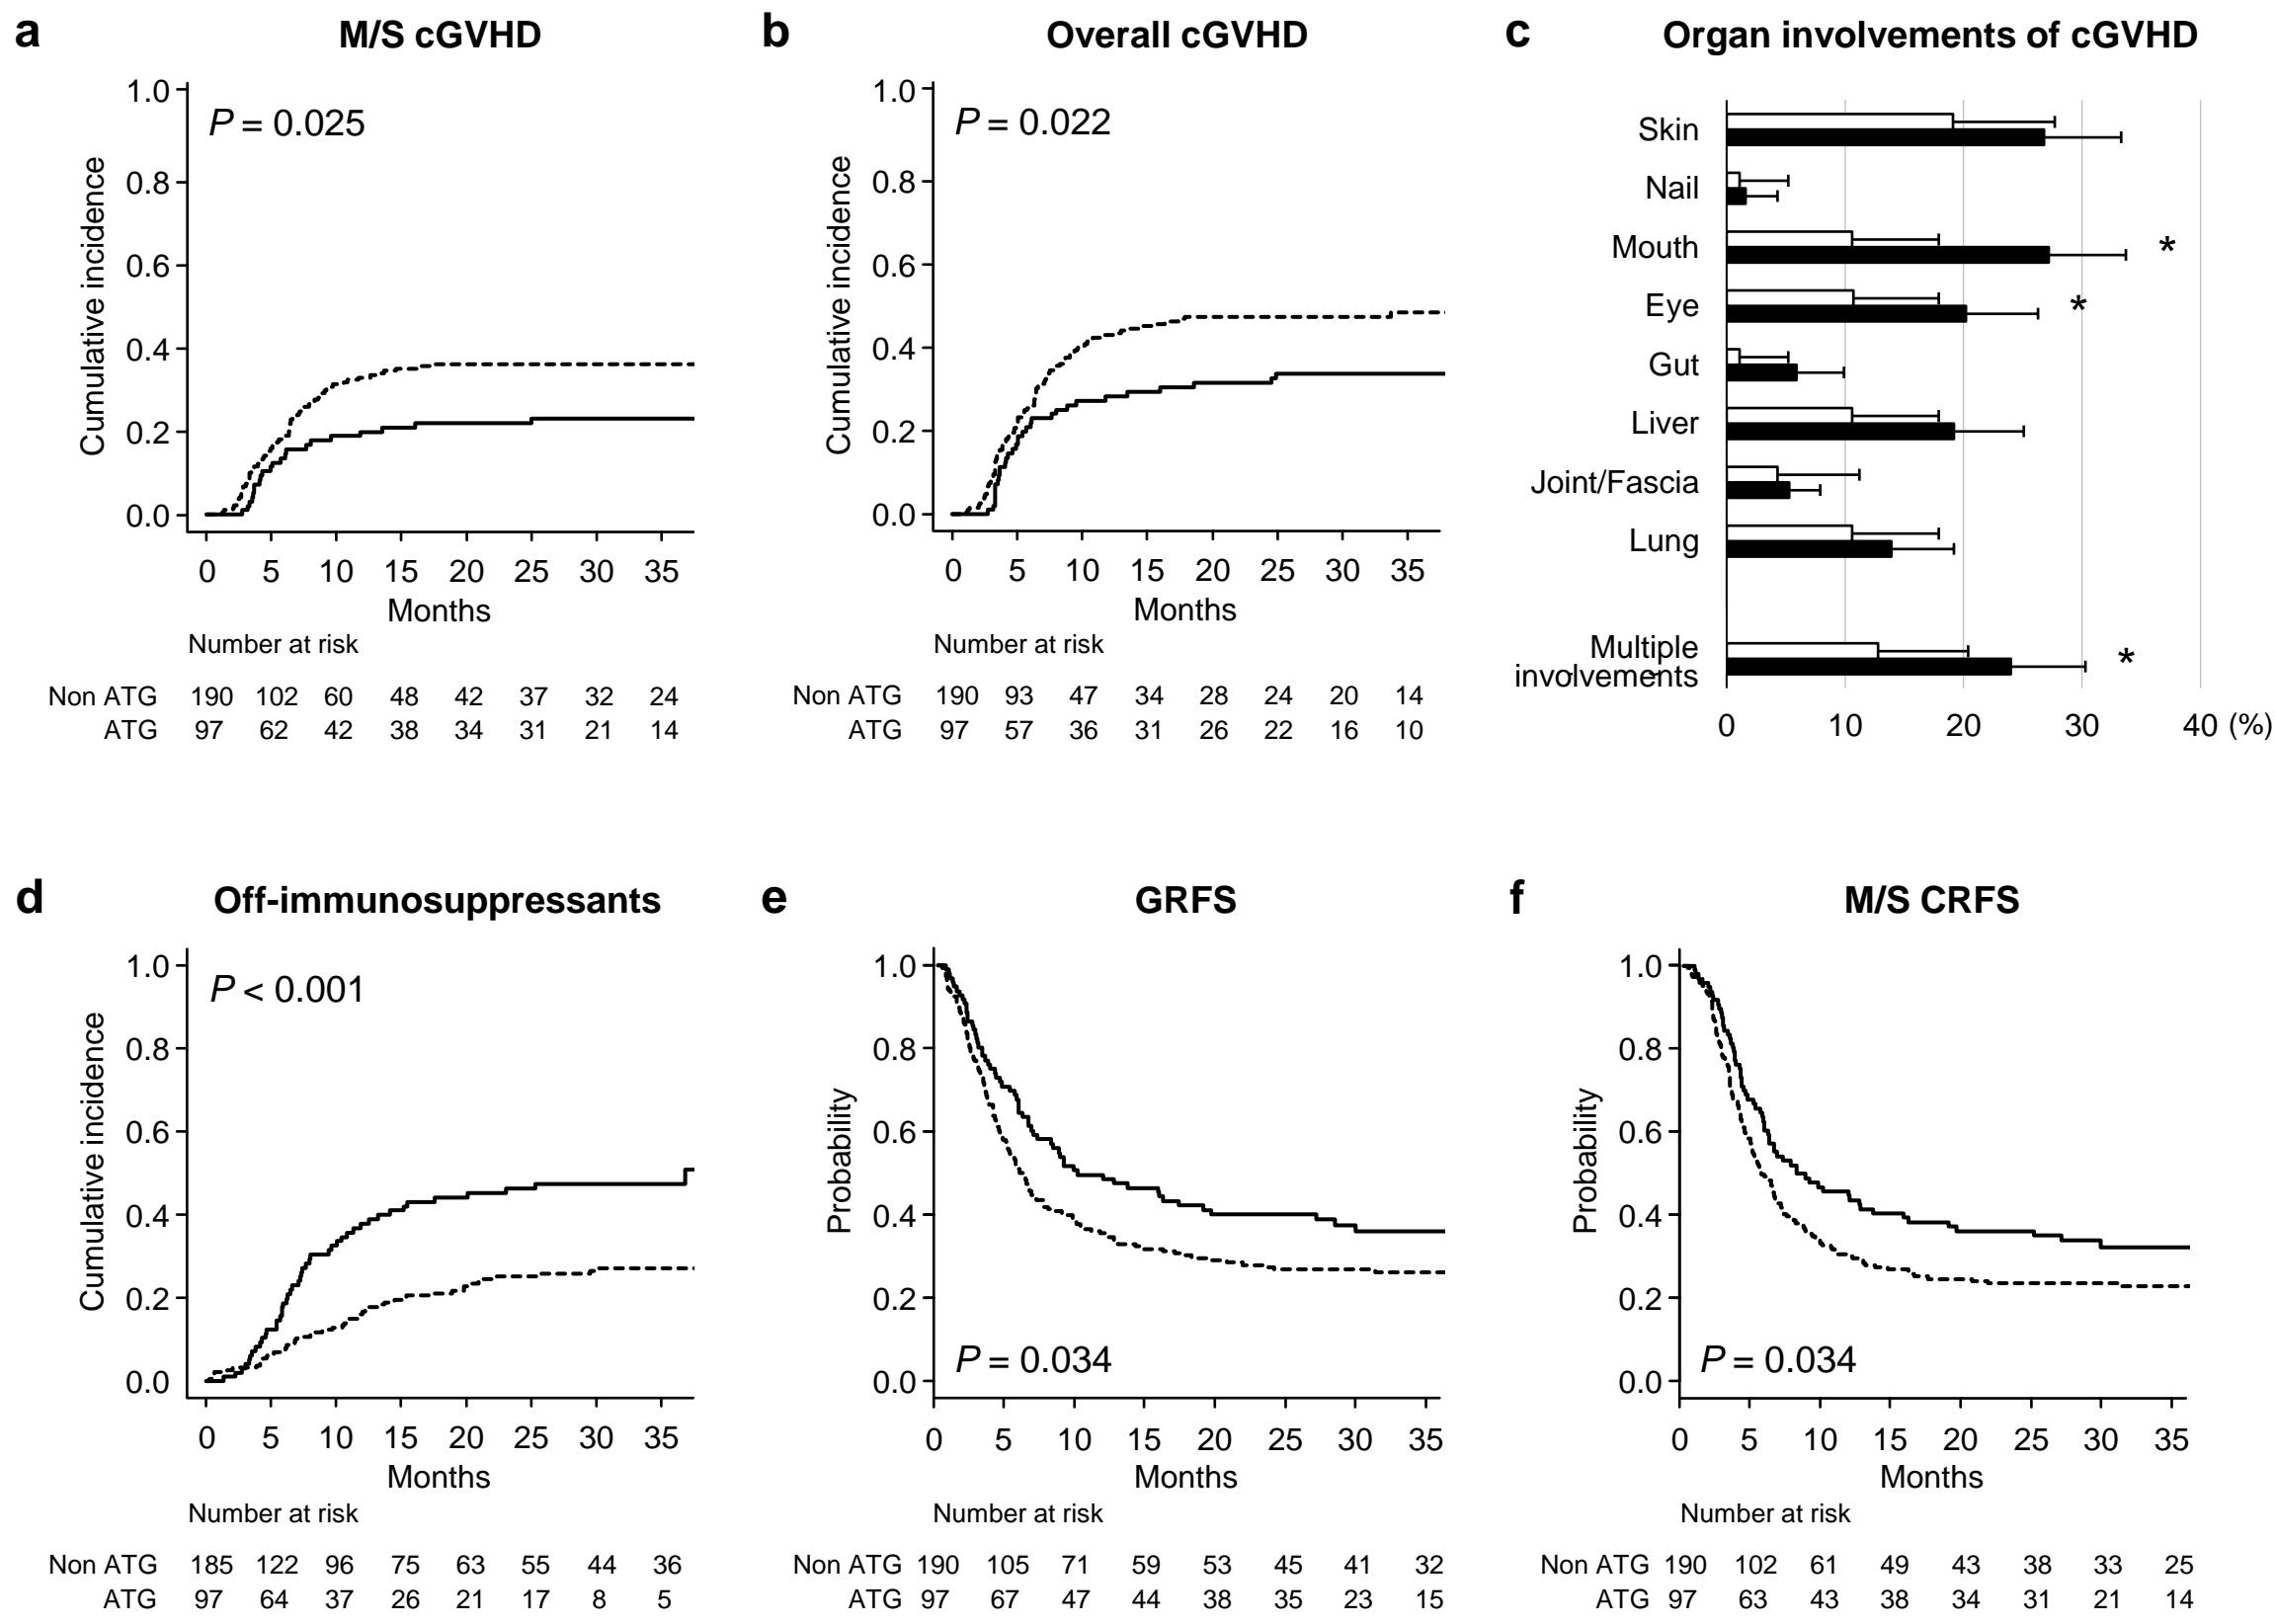 a M/S cGVHD
P = 0.025
Cumulative incidence
1.0
0.8
0.6
0.4
0.2
0.0
0 5 10 15 20 25 30 35
Months
Number at risk
Non ATG 190 102 60 48 42 37 32 24
ATG 97 62 42 38 34 31 21 14
b Overall cGVHD
P = 0.022
Cumulative incidence
1.0
0.8
0.6
0.4
0.2
0.0
0 5 10 15 20 25 30 35
Months
Number at risk
Non ATG 190 93 47 34 28 24 20 14
ATG 97 57 36 31 26 22 16 10
c Organ involvements of cGVHD
Skin
Nail
Mouth *
Eye *
Gut
Liver
Joint/Fascia
Lung
Multiple *
involvements
0 10 20 30 40 (%)
d Off-immunosuppressants
P < 0.001
Cumulative incidence
1.0
0.8
0.6
0.4
0.2
0.0
0 5 10 15 20 25 30 35
Months
Number at risk
Non ATG 185 122 96 75 63 55 44 36
ATG 97 64 37 26 21 17 8 5
e GRFS
Probability
1.0
0.8
0.6
0.4
0.2
0.0
P = 0.034
0 5 10 15 20 25 30 35
Months
Number at risk
Non ATG 190 105 71 59 53 45 41 32
ATG 97 67 47 44 38 35 23 15
f M/S CRFS
Probability
1.0
0.8
0.6
0.4
0.2
0.0
P = 0.034
0 5 10 15 20 25 30 35
Months
Number at risk
Non ATG 190 102 61 49 43 38 33 25
ATG 97 63 43 38 34 31 21 14